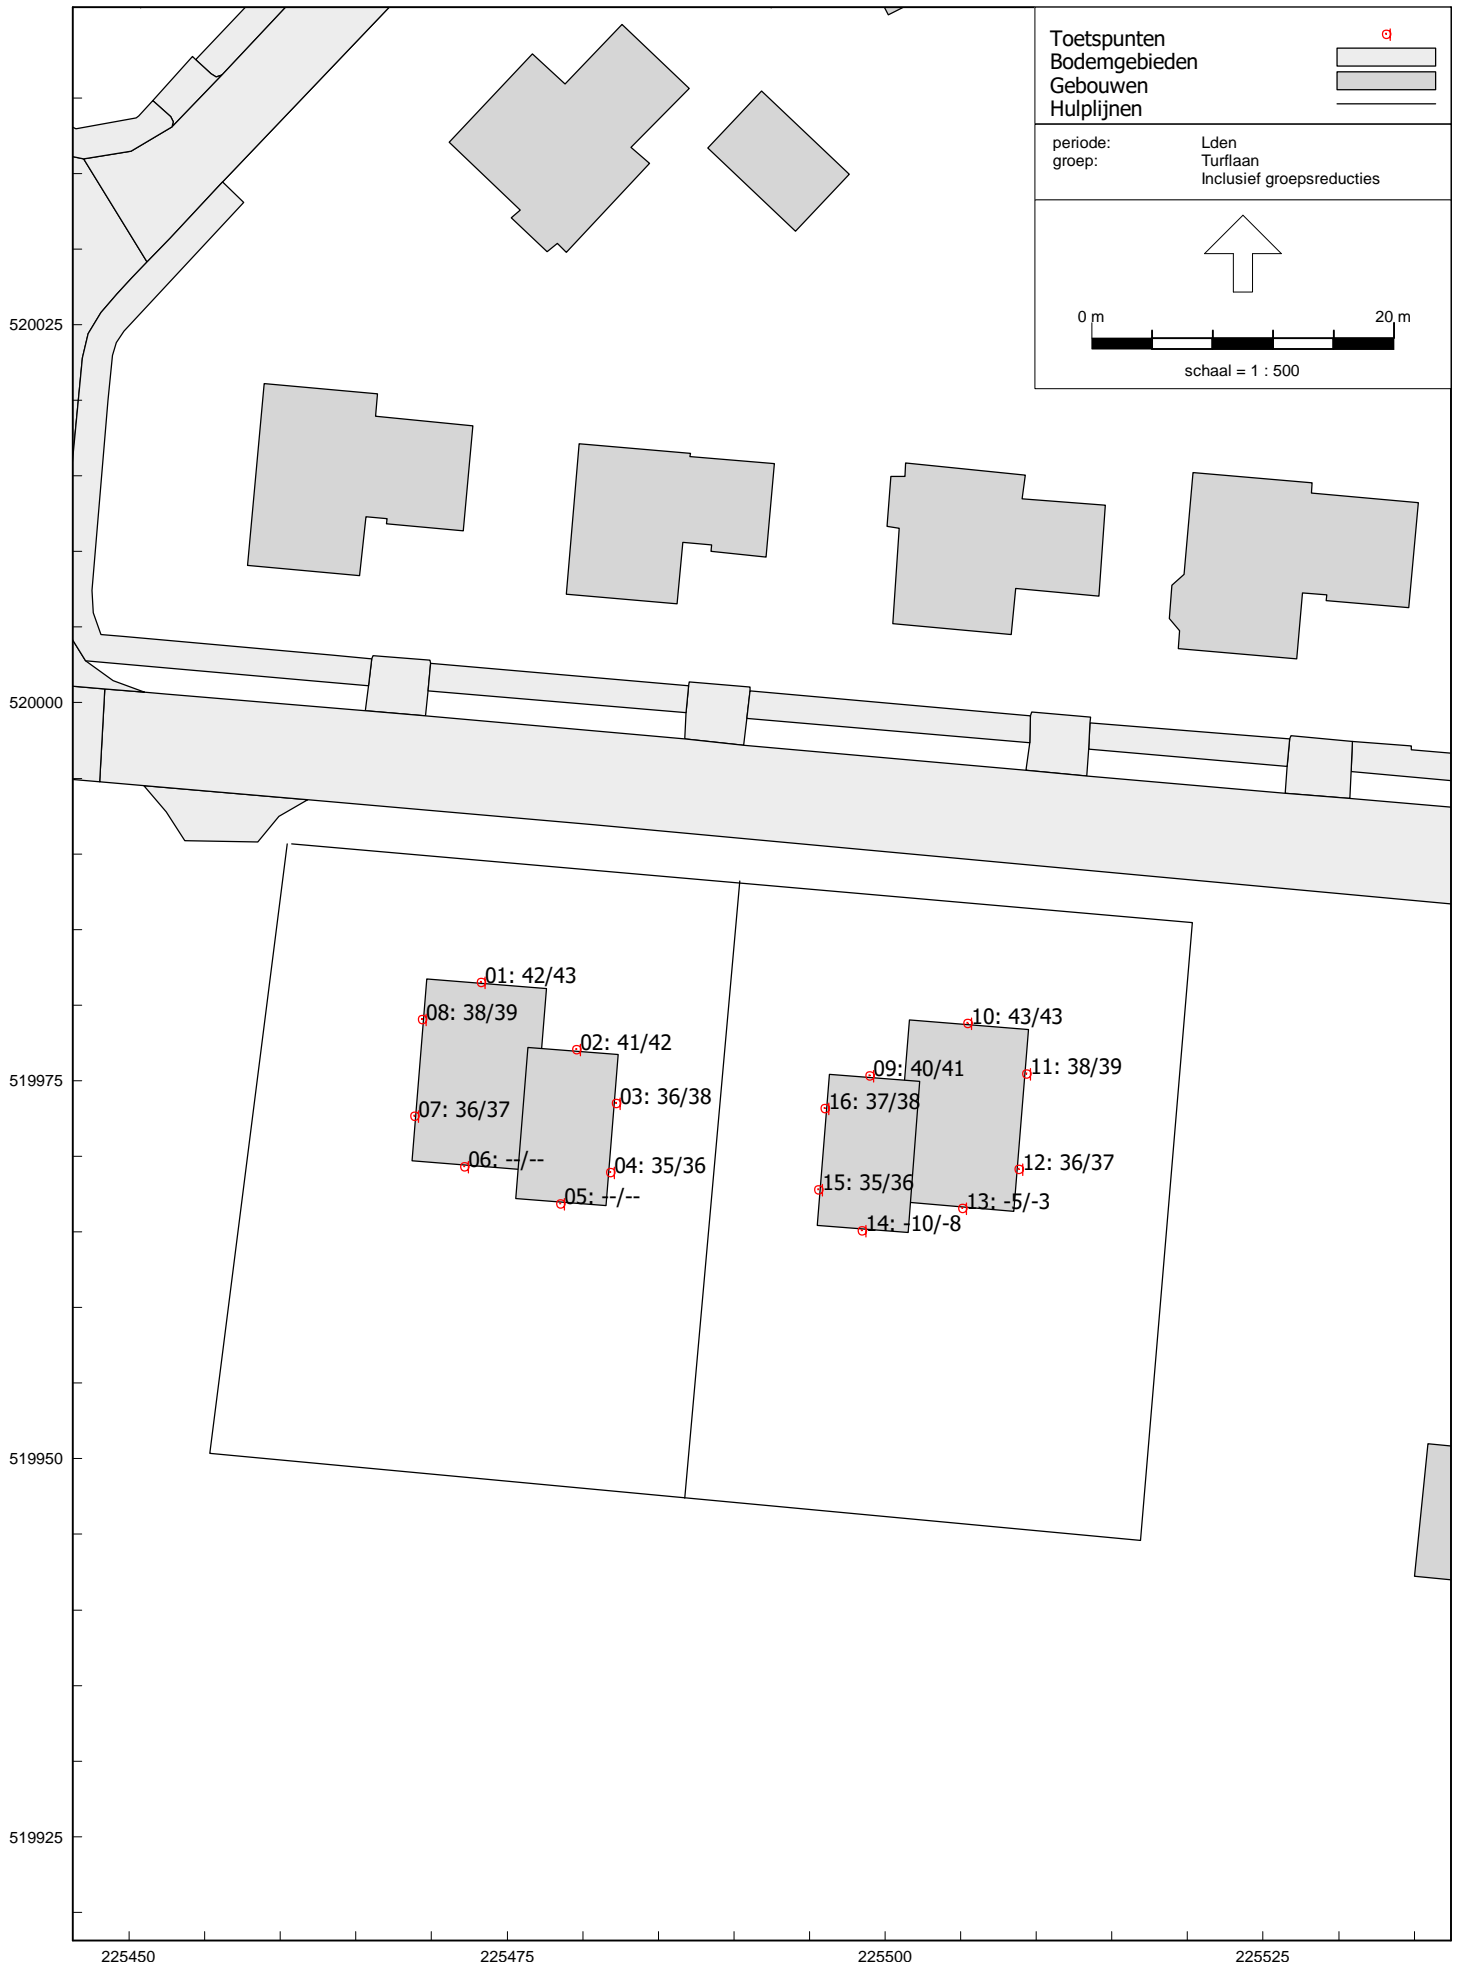 Toetspunten
Bodemgebieden
Gebouwen
Hulplijnen
periode: Lden
groep: Turflaan
Inclusief groepsreducties
0 m 20 m
schaal = 1 : 500
520025
520000
519975
519950
519925
01: 42/43
08: 38/39
02: 41/42
03: 36/38
07: 36/37
06: --/--
04: 35/36
05: --/--
10: 43/43
09: 40/41
11: 38/39
16: 37/38
12: 36/37
15: 35/36
13: -5/-3
14: -10/-8
225450 225475 225500 225525